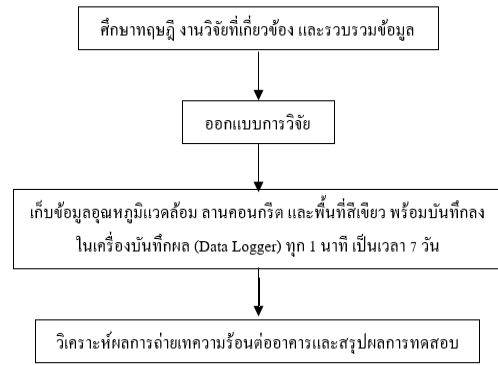 ศึกษาทฤษฎี งานวิจัยที่เกี่ยวข้อง และรวบรวมข้อมูล
ออกแบบการวิจัย
เก็บข้อมูลอุณหภูมิแวดล้อม ลานคอนกรีต และพื้นที่สีเขียว พร้อมบันทึกลง
ในเครื่องบันทึกผล (Data Logger) ทุก 1 นาที เป็นเวลา 7 วัน
วิเคราะห์ผลการถ่ายเทความร้อนต่ออาคารและสรุปผลการทดสอบ